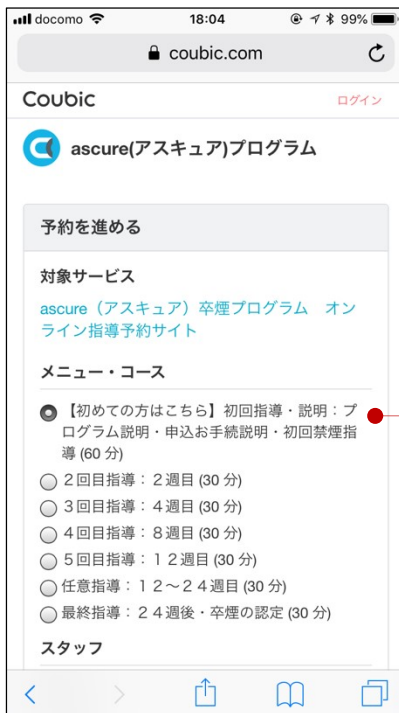 docomo 18:04 99%
coubic.com
Coubic ログイン
ascure(アスキュア)プログラム
予約を進める
対象サービス
ascure（アスキュア）卒煙プログラム　オン
ライン指導予約サイト
メニュー・コース
【初めての方はこちら】初回指導・説明：プ
ログラム説明・申込お手続説明・初回禁煙指
導 (60 分)
２回目指導：２週目 (30 分)
３回目指導：４週目 (30 分)
４回目指導：８週目 (30 分)
５回目指導：１２週目 (30 分)
任意指導：１２〜２４週目 (30 分)
最終指導：２４週後・卒煙の認定 (30 分)
スタッフ